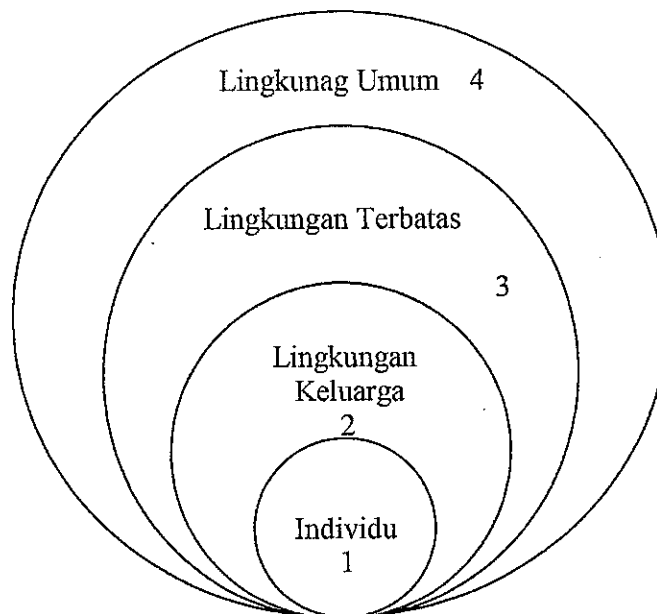 Lingkunag Umum 4
Lingkungan Terbatas
3
Lingkungan
Keluarga
2
Individu
1